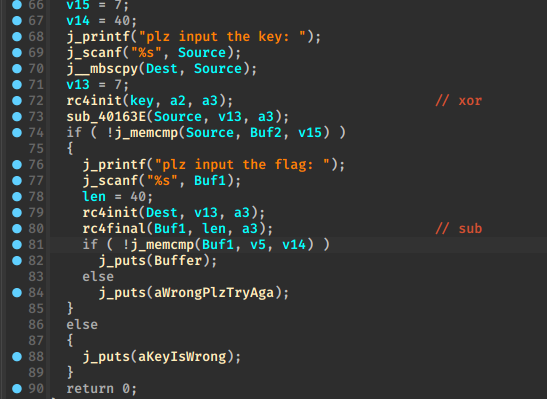 66 v15 = 7;
67 v14 = 40;
68 j_printf("plz input the key: ");
69 j_scanf("%s", Source);
70 j__mbscpy(Dest, Source);
71 v13 = 7;
72 rc4init(key, a2, a3); // xor
73 sub_40163E(Source, v13, a3);
74 if ( !j_memcmp(Source, Buf2, v15) )
75 {
76 j_printf("plz input the flag: ");
77 j_scanf("%s", Buf1);
78 len = 40;
79 rc4init(Dest, v13, a3);
80 rc4final(Buf1, len, a3); // sub
81 if ( !j_memcmp(Buf1, v5, v14) )
82 j_puts(Buffer);
83 else
84 j_puts(aWrongPlzTryAga);
85 }
86 else
87 {
88 j_puts(aKeyIsWrong);
89 }
90 return 0;